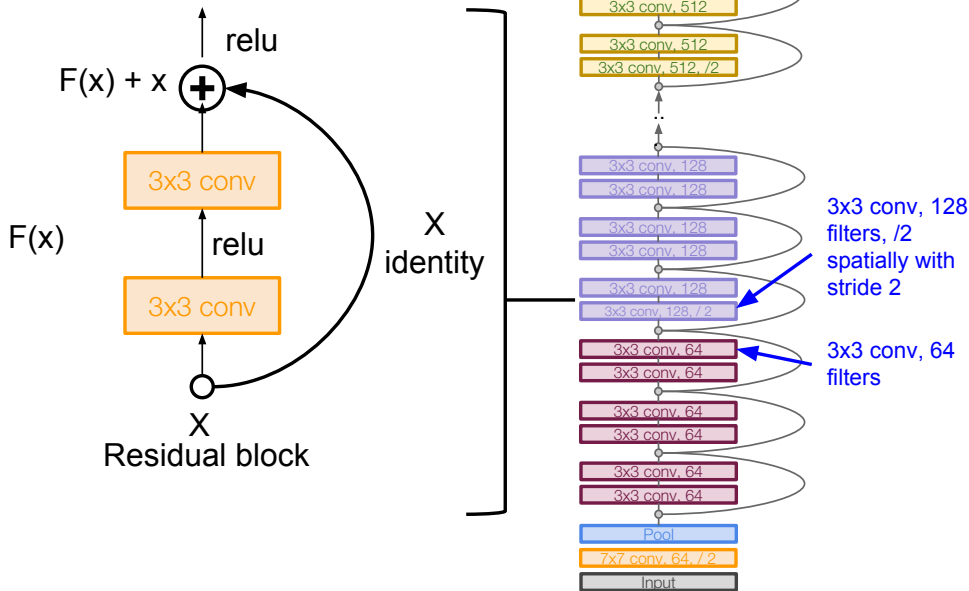 relu
F(x) + x
+
3x3 conv
F(x)
relu
X
identity
3x3 conv
X
Residual block
3x3 conv, 512
3x3 conv, 512
3x3 conv, 512, /2
..
3x3 conv, 128
3x3 conv, 128
3x3 conv, 128
3x3 conv, 128
3x3 conv, 128
3x3 conv, 128, / 2
3x3 conv, 64
3x3 conv, 64
3x3 conv, 64
3x3 conv, 64
3x3 conv, 64
3x3 conv, 64
Pool
7x7 conv, 64, / 2
Input
3x3 conv, 128
filters, /2
spatially with
stride 2
3x3 conv, 64
filters